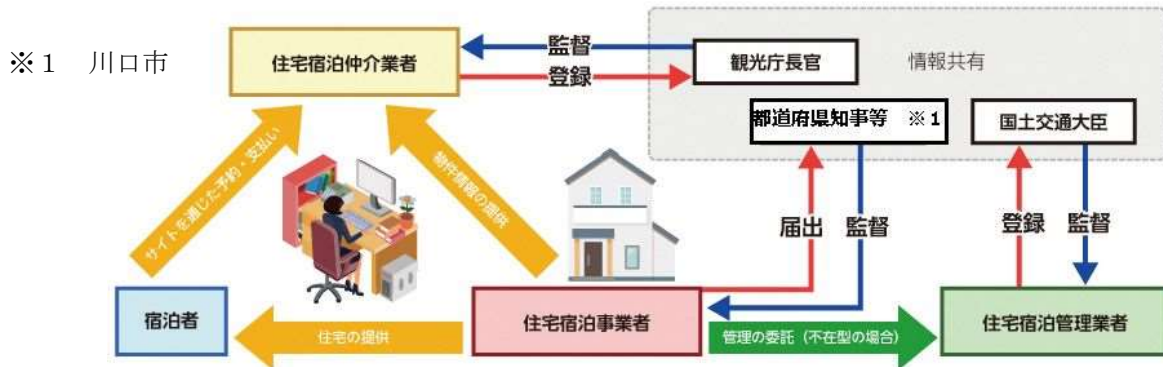 ※１　川口市
住宅宿泊仲介業者
監督
登録
観光庁長官
情報共有
都道府県知事等　※１
国土交通大臣
サイトを通じた予約・支払い
物件情報の提供
届出
監督
登録
監督
宿泊者
住宅の提供
住宅宿泊事業者
管理の委託（不在型の場合）
住宅宿泊管理業者